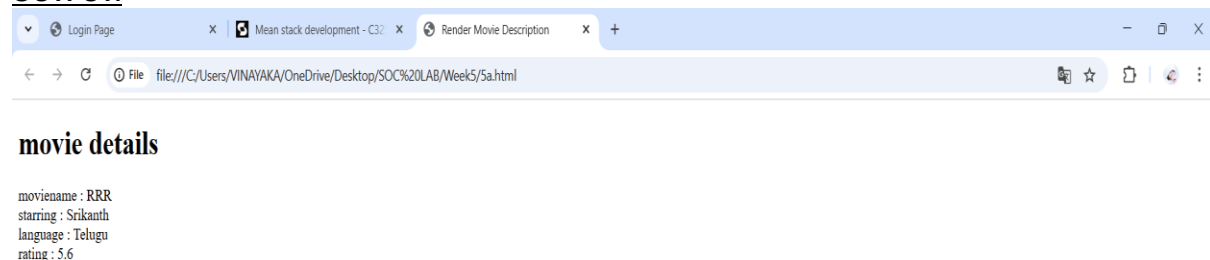 Login Page
Mean stack development - C32
Render Movie Description
File file:///C:/Users/VINAYAKA/OneDrive/Desktop/SOC%20LAB/Week5/5a.html
movie details
moviename : RRR
starring : Srikanth
language : Telugu
rating : 5.6